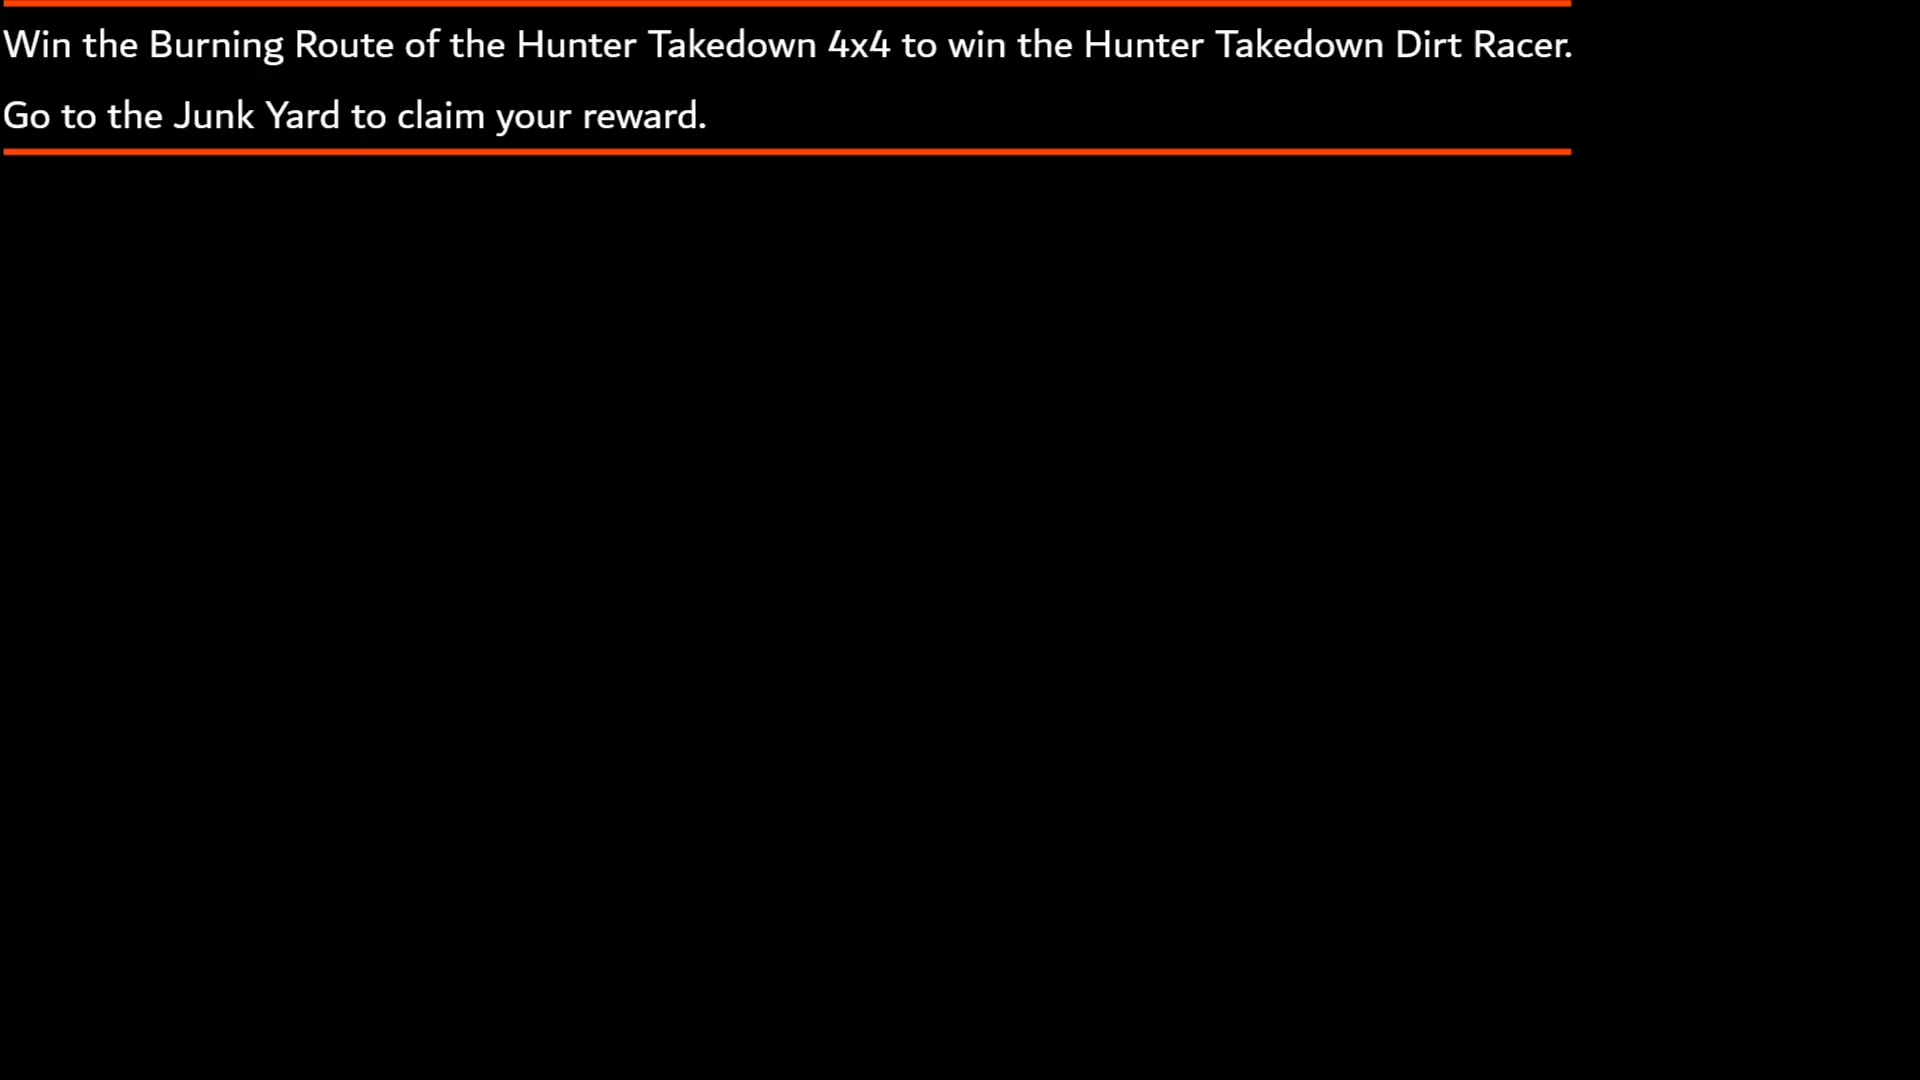 Win the Burning Route of the Hunter Takedown 4x4 to win the Hunter Takedown Dirt Racer.
Go to the Junk Yard to claim your reward.